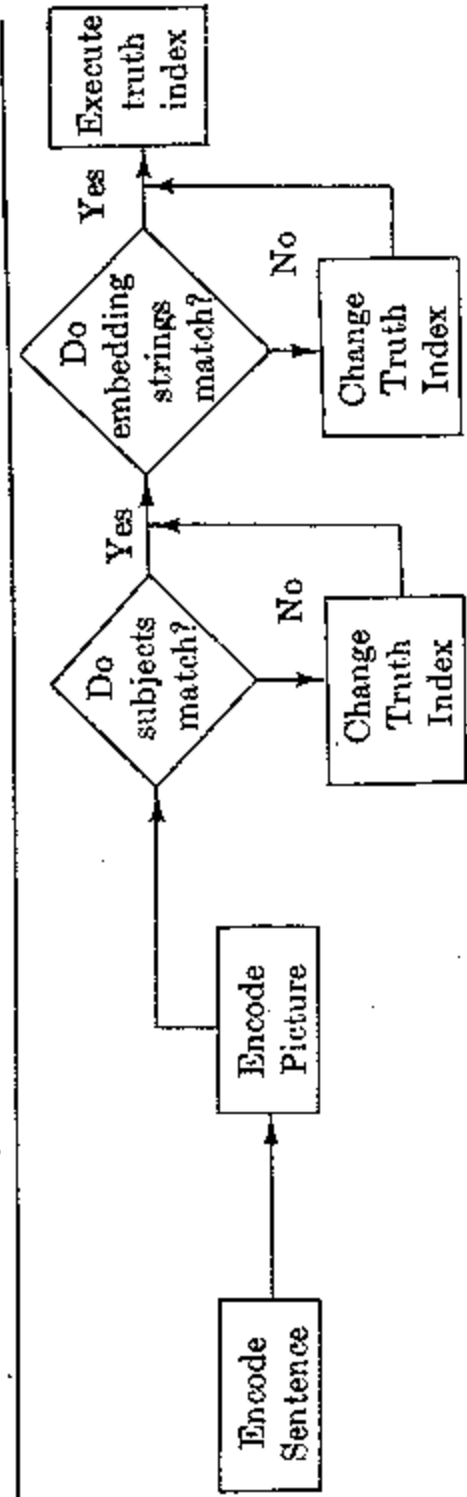 Encode
Sentence
Encode
Picture
Do
subjects
match?
Yes
No
Change
Truth
Index
Do
embedding
strings
match?
Yes
No
Change
Truth
Index
Execute
truth
index